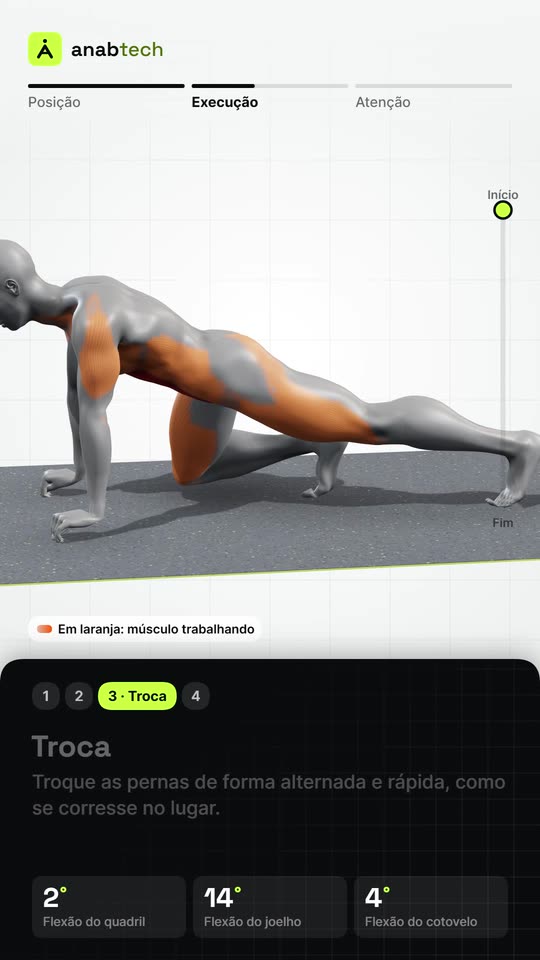 anabtech
Posição
Execução
Atenção
Início
Fim
Em laranja: músculo trabalhando
1
2
3 · Troca
4
Troca
Troque as pernas de forma alternada e rápida, como
se corresse no lugar.
2°
14°
4°
Flexão do quadril
Flexão do joelho
Flexão do cotovelo